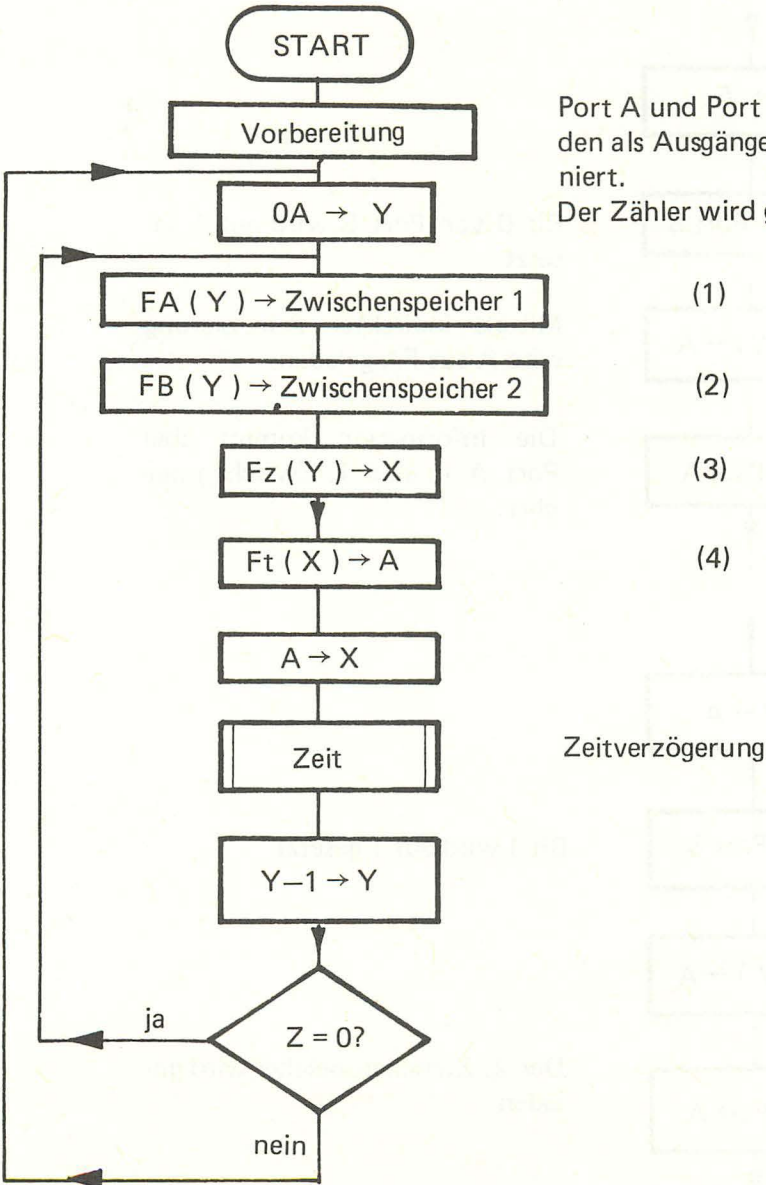 START
Vorbereitung
Port A und Port
den als Ausgänge
niert.
Der Zähler wird
0A → Y
FA ( Y ) → Zwischenspeicher 1
(1)
FB ( Y ) → Zwischenspeicher 2
(2)
Fz ( Y ) → X
(3)
Ft ( X ) → A
(4)
A → X
Zeit
Zeitverzögerung
Y–1 → Y
Z = 0?
ja
nein